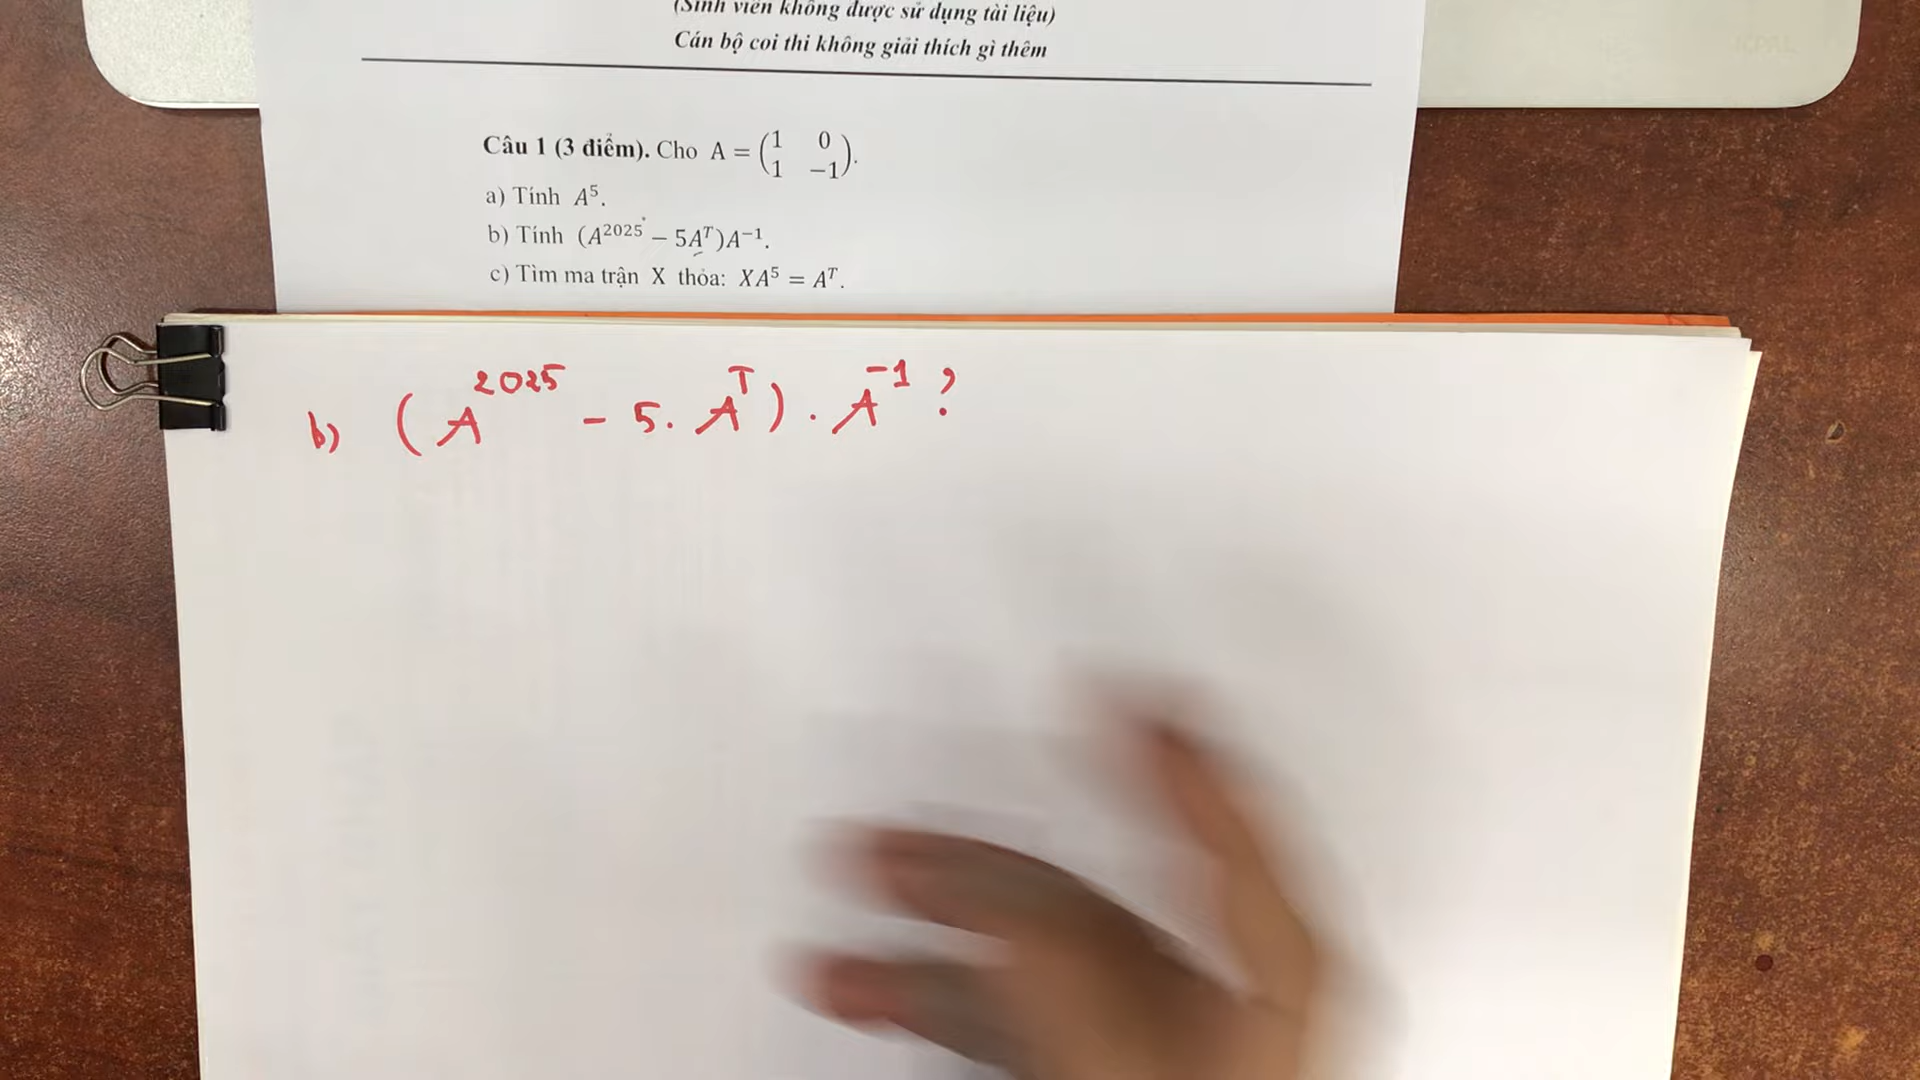 (Sinh viên không được sử dụng tài liệu)
Cán bộ coi thi không giải thích gì thêm
Câu 1 (3 điểm). Cho A = (1 0
1 −1).
a) Tính A⁵.
b) Tính (A²⁰²⁵ − 5Aᵀ)A⁻¹.
c) Tìm ma trận X thỏa: XA⁵ = Aᵀ.
b) (A²⁰²⁵ − 5. Aᵀ) . A⁻¹ ?